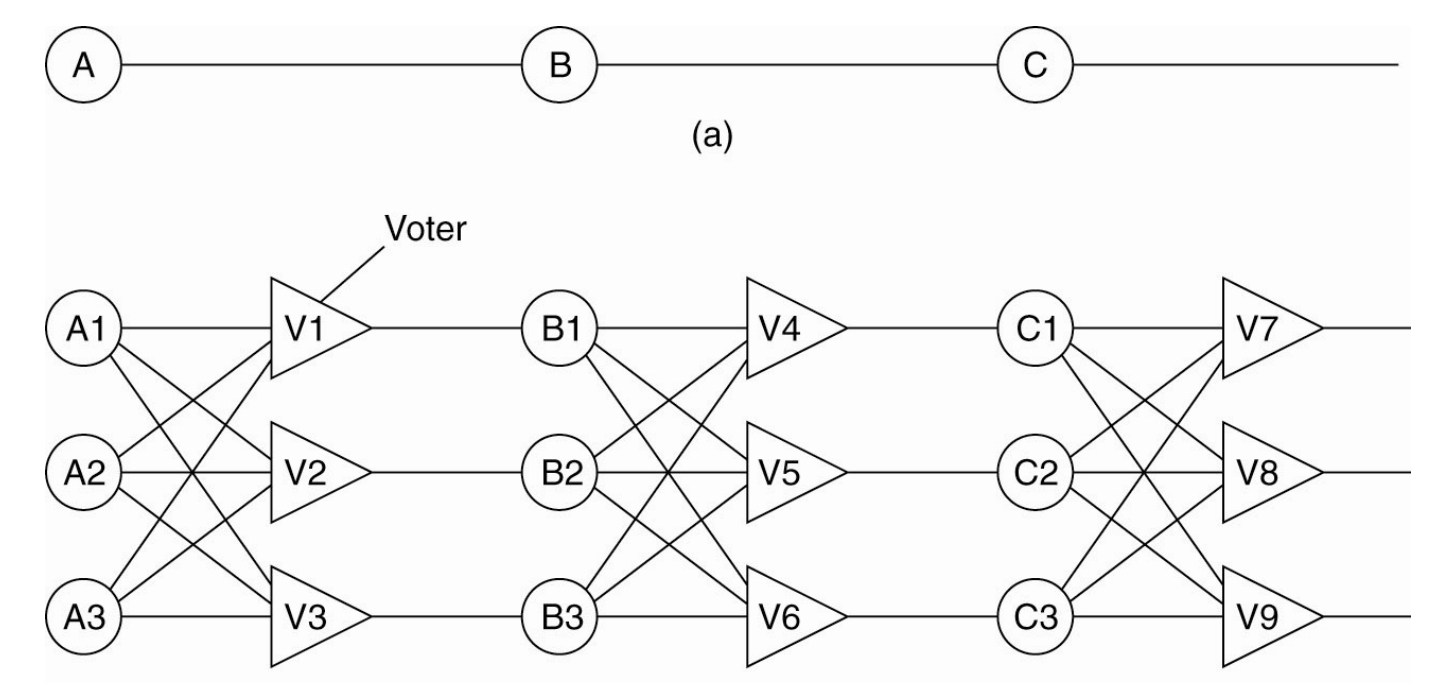 A B C
(a)
Voter
A1 V1 B1 V4 C1 V7
A2 V2 B2 V5 C2 V8
A3 V3 B3 V6 C3 V9